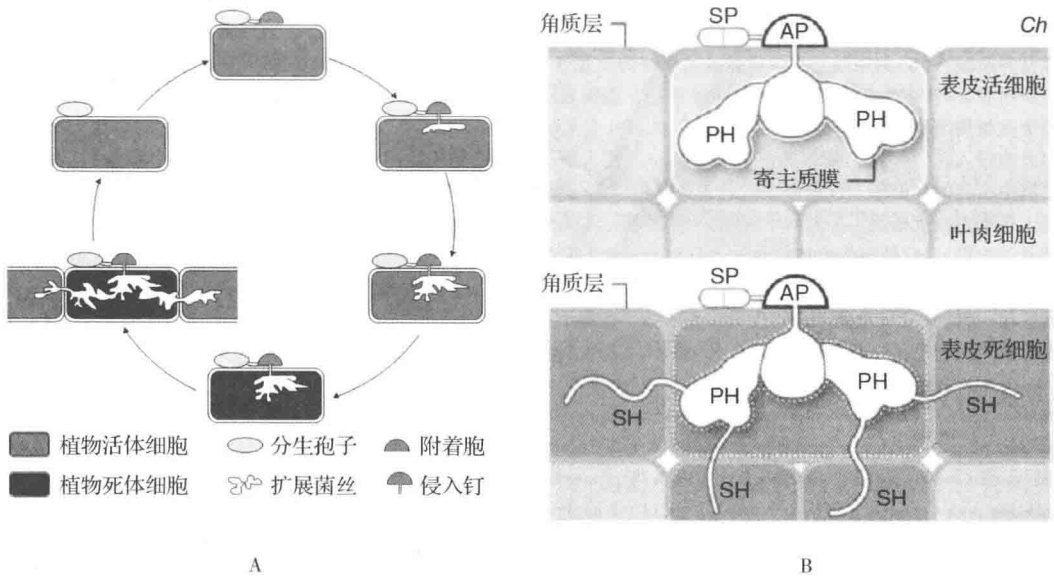 植物活体细胞
分生孢子
附着胞
植物死体细胞
扩展菌丝
侵入钉
A
角质层
SP
AP
Ch
表皮活细胞
PH
PH
寄主质膜
叶肉细胞
角质层
SP
AP
表皮死细胞
PH
PH
SH
SH
SH
SH
B